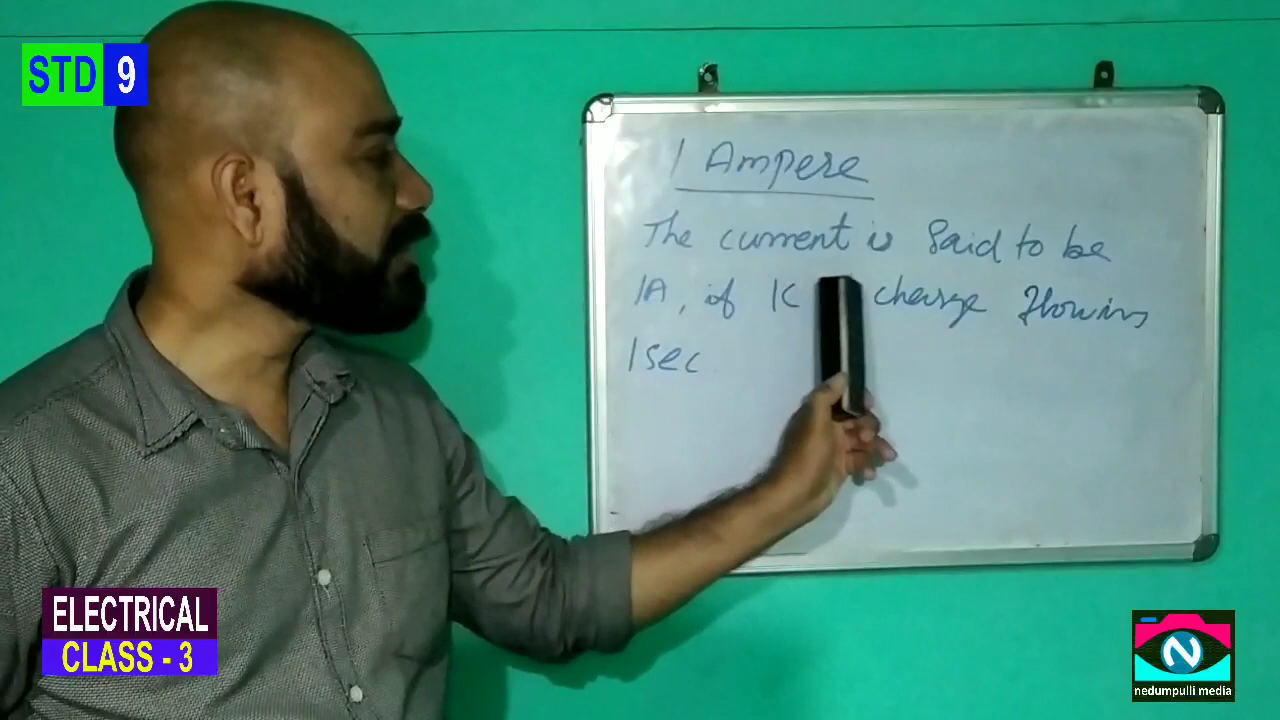 STD 9
1 Ampere
The current is said to be
1A, if 1C charge flowing
1sec
ELECTRICAL
CLASS - 3
N
nedumpulli media